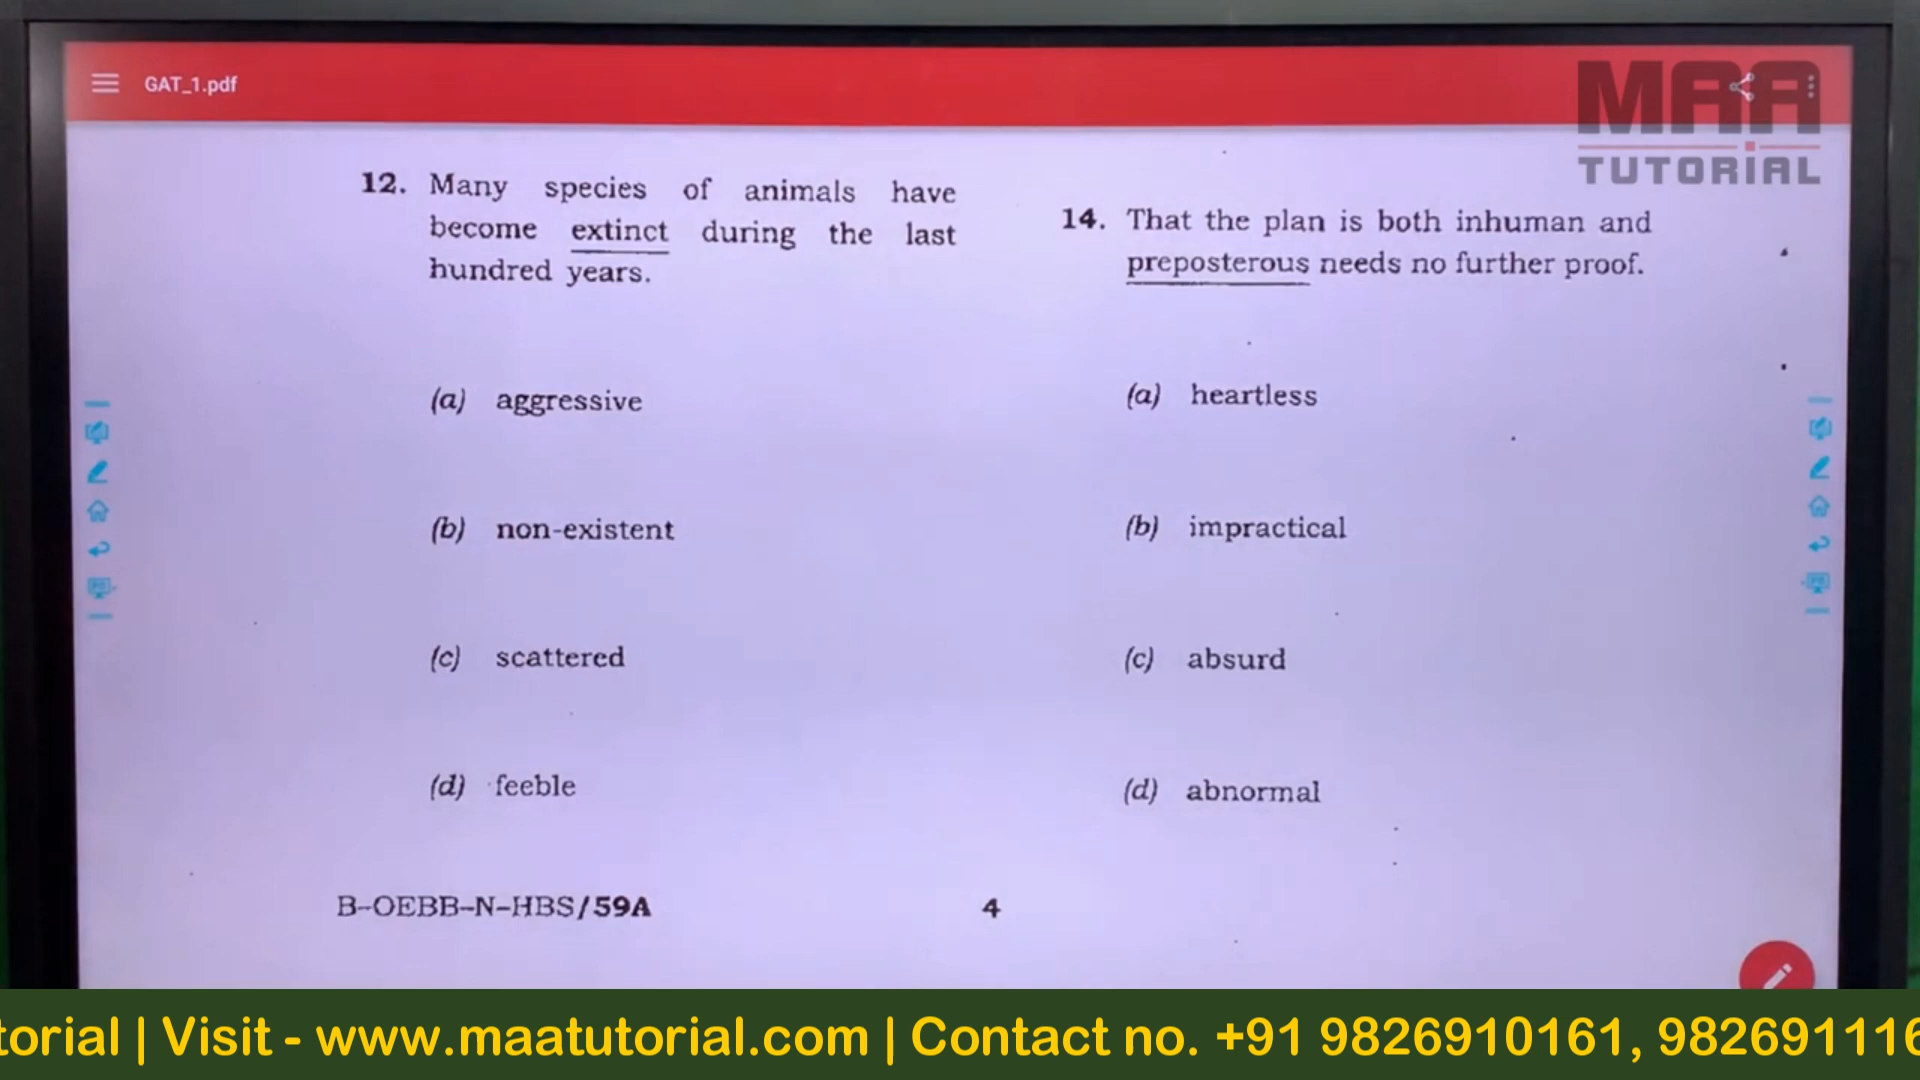 GAT_1.pdf
MAA
TUTORIAL
12. Many species of animals have
become extinct during the last
hundred years.
(a) aggressive
(b) non-existent
(c) scattered
(d) feeble
14. That the plan is both inhuman and
preposterous needs no further proof.
(a) heartless
(b) impractical
(c) absurd
(d) abnormal
B-OEBB-N-HBS/59A
4
torial | Visit - www.maatutorial.com | Contact no. +91 9826910161, 982691116